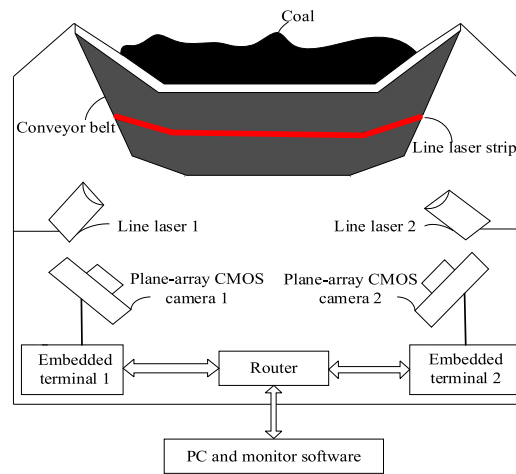 Coal
Conveyor belt
Line laser strip
Line laser 1
Line laser 2
Plane-array CMOS
camera 1
Plane-array CMOS
camera 2
Embedded
terminal 1
Router
Embedded
terminal 2
PC and monitor software